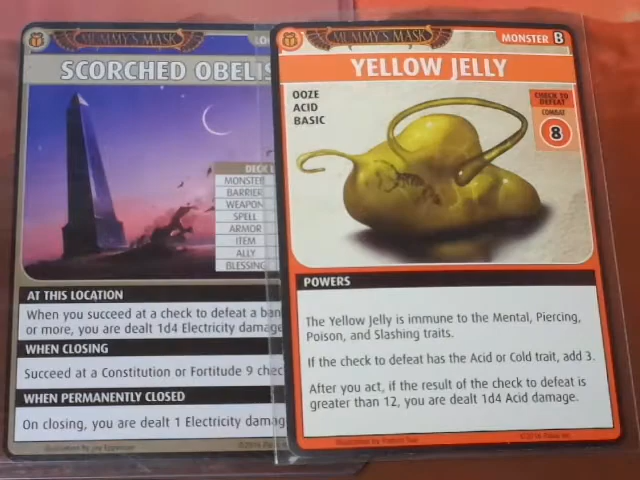 MUMMY'S MASK
SCORCHED OBELIS
DECK L
MONSTER
BARRIER
WEAPON
SPELL
ARMOR
ITEM
ALLY
BLESSING
AT THIS LOCATION
When you succeed at a check to defeat a ban
or more, you are dealt 1d4 Electricity damage
WHEN CLOSING
Succeed at a Constitution or Fortitude 9 chec
WHEN PERMANENTLY CLOSED
On closing, you are dealt 1 Electricity damag
MUMMY'S MASK
MONSTER B
YELLOW JELLY
OOZE
ACID
BASIC
CHECK TO
DEFEAT
COMBAT
8
POWERS
The Yellow Jelly is immune to the Mental, Piercing,
Poison, and Slashing traits.
If the check to defeat has the Acid or Cold trait, add 3.
After you act, if the result of the check to defeat is
greater than 12, you are dealt 1d4 Acid damage.